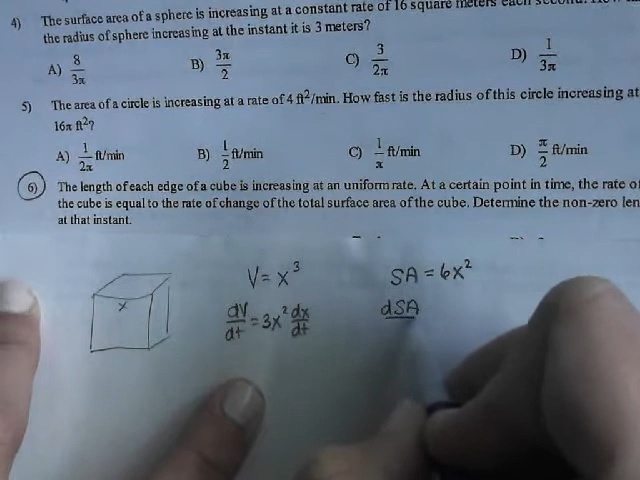 4) The surface area of a sphere is increasing at a constant rate of 16 square meters each second.
the radius of sphere increasing at the instant it is 3 meters?
A) 8/3π B) 3π/2 C) 3/2π D) 1/3π
5) The area of a circle is increasing at a rate of 4 ft²/min. How fast is the radius of this circle increasing at
16π ft²?
A) 1/2π ft/min B) 1/2 ft/min C) 1/π ft/min D) π/2 ft/min
6) The length of each edge of a cube is increasing at an uniform rate. At a certain point in time, the rate
the cube is equal to the rate of change of the total surface area of the cube. Determine the non-zero len
at that instant.
V = x³ SA = 6x²
x
dV/dt = 3x² dx/dt dSA